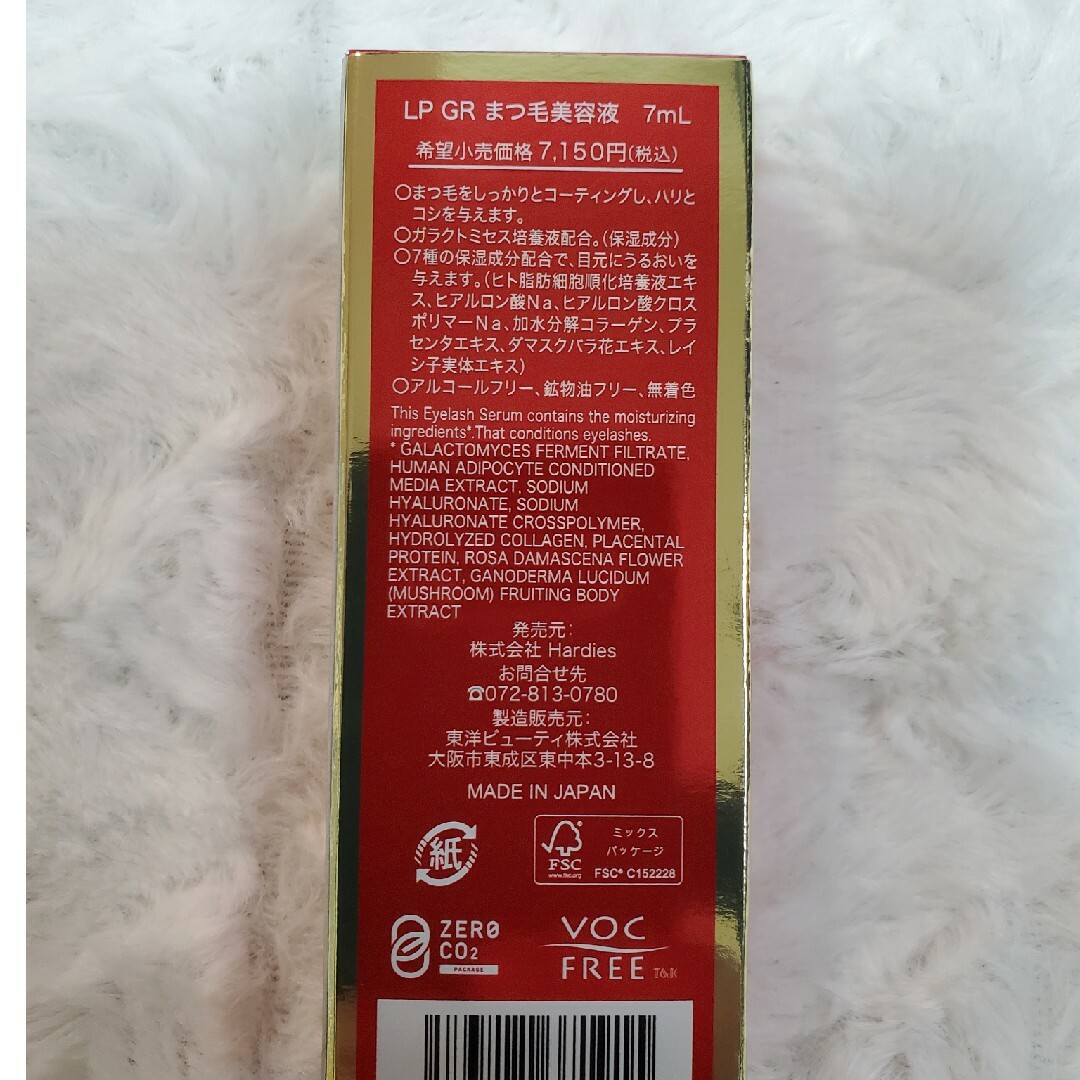 LP GR まつ毛美容液 7mL
希望小売価格 7,150円(税込)
○まつ毛をしっかりとコーティングし、ハリと
コシを与えます。
○ガラクトミセス培養液配合。(保湿成分)
○7種の保湿成分配合で、目元にうるおいを
与えます。(ヒト脂肪細胞順化培養液エキ
ス、ヒアルロン酸Na、ヒアルロン酸クロス
ポリマーNa、加水分解コラーゲン、プラ
センタエキス、ダマスクバラ花エキス、レイ
シ子実体エキス)
○アルコールフリー、鉱物油フリー、無着色
This Eyelash Serum contains the moisturizing
ingredients*.That conditions eyelashes.
* GALACTOMYCES FERMENT FILTRATE,
HUMAN ADIPOCYTE CONDITIONED
MEDIA EXTRACT, SODIUM
HYALURONATE, SODIUM
HYALURONATE CROSSPOLYMER,
HYDROLYZED COLLAGEN, PLACENTAL
PROTEIN, ROSA DAMASCENA FLOWER
EXTRACT, GANODERMA LUCIDUM
(MUSHROOM) FRUITING BODY
EXTRACT
発売元:
株式会社 Hardies
お問合せ先
☎072-813-0780
製造販売元:
東洋ビューティ株式会社
大阪市東成区東中本3-13-8
MADE IN JAPAN
紙
FSC
www.fsc.org
ミックス
パッケージ
FSC® C152228
ZERO
CO2
PACKAGE
VOC
FREE T&K